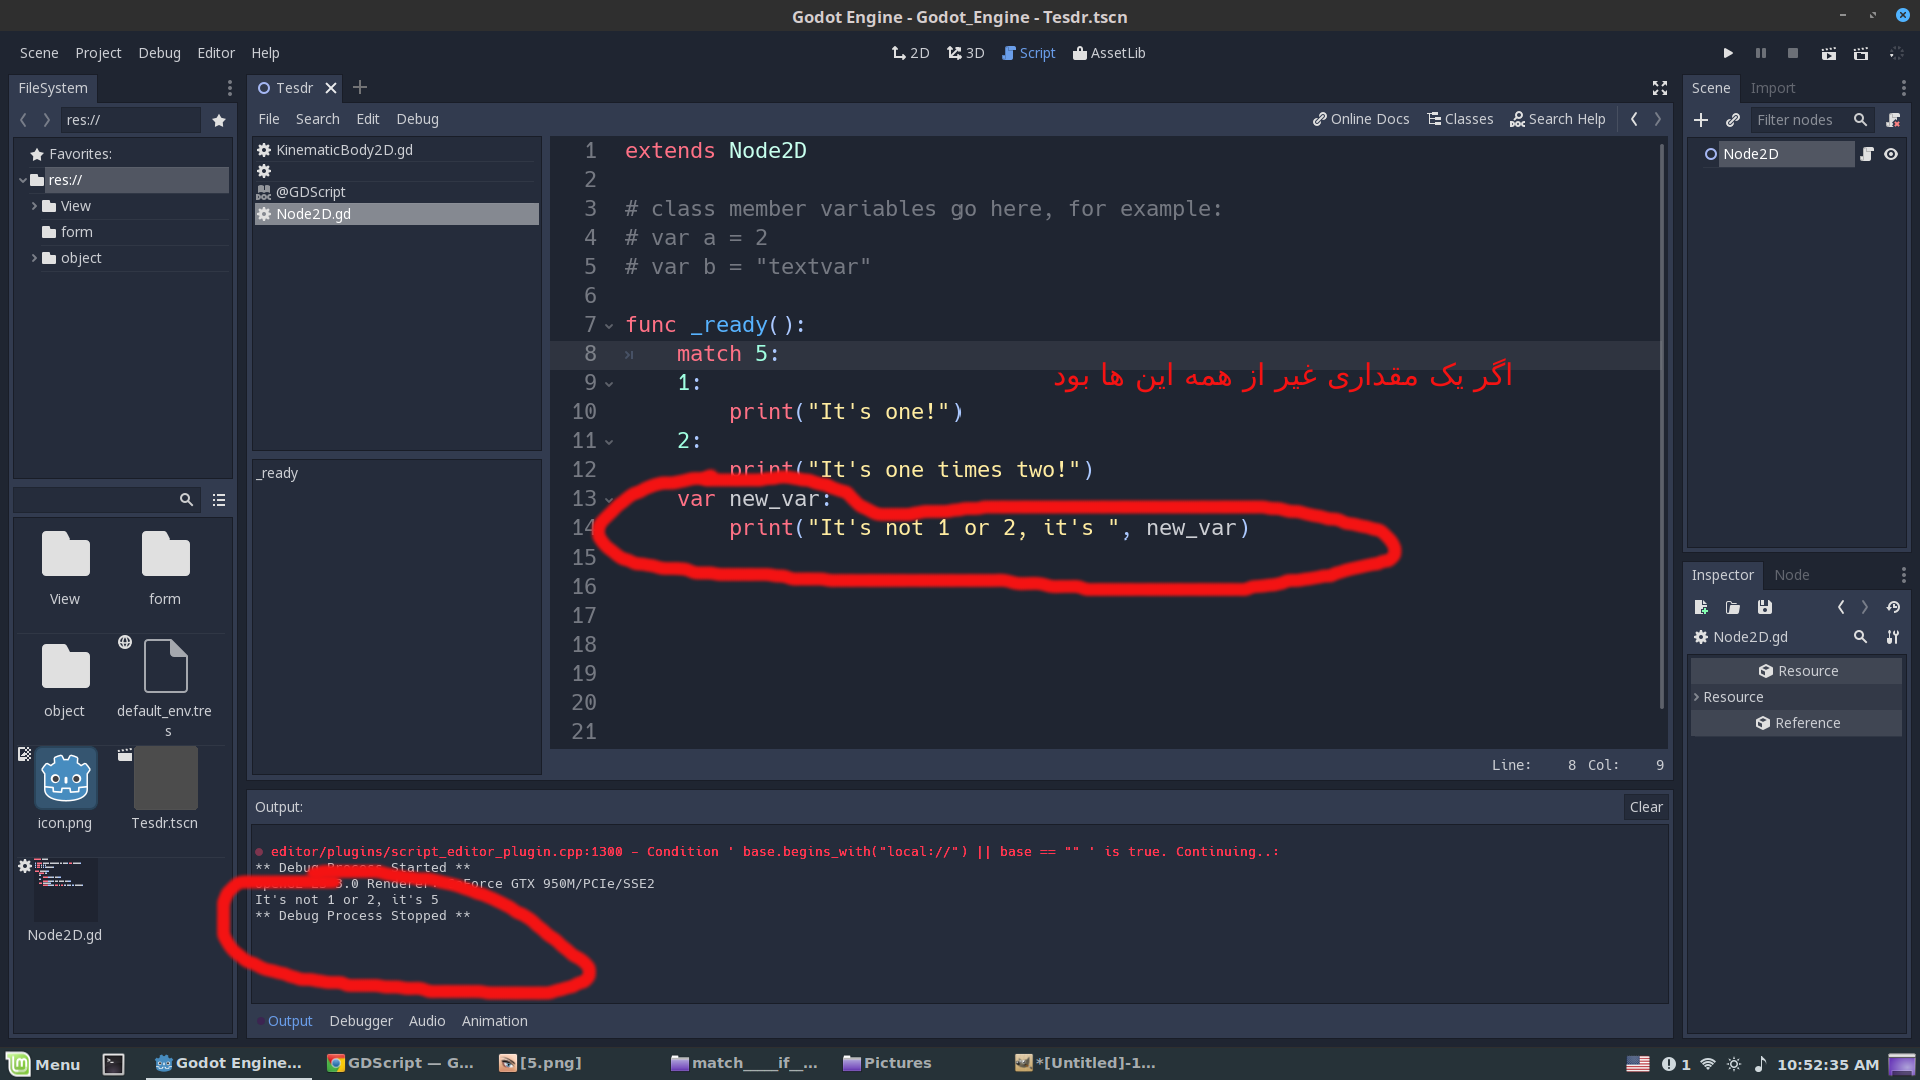 Godot Engine - Godot_Engine - Tesdr.tscn
Scene Project Debug Editor Help
2D 3D Script AssetLib
FileSystem
res://
Favorites:
res://
View
form
object
View form
object default_env.tre
s
icon.png Tesdr.tscn
Node2D.gd
Tesdr
File Search Edit Debug
Online Docs Classes Search Help
KinematicBody2D.gd
@GDScript
Node2D.gd
_ready
1 extends Node2D
2
3 # class member variables go here, for example:
4 # var a = 2
5 # var b = "textvar"
6
7 func _ready():
8 match 5:
اگر یک مقداری غیر از همه این ها بود
9 1:
10 print("It's one!")
11 2:
12 print("It's one times two!")
13 var new_var:
14 print("It's not 1 or 2, it's ", new_var)
15
16
17
18
19
20
21
Line: 8 Col: 9
Output: Clear
editor/plugins/script_editor_plugin.cpp:1300 - Condition ' base.begins_with("local://") || base == "" ' is true. Continuing..:
** Debug Process Started **
3.0 Renderer: GeForce GTX 950M/PCIe/SSE2
It's not 1 or 2, it's 5
** Debug Process Stopped **
Output Debugger Audio Animation
Scene Import
Filter nodes
Node2D
Inspector Node
Node2D.gd
Resource
Resource
Reference
Menu Godot Engine... GDScript — G... [5.png] match____if__... Pictures *[Untitled]-1... 1 10:52:35 AM